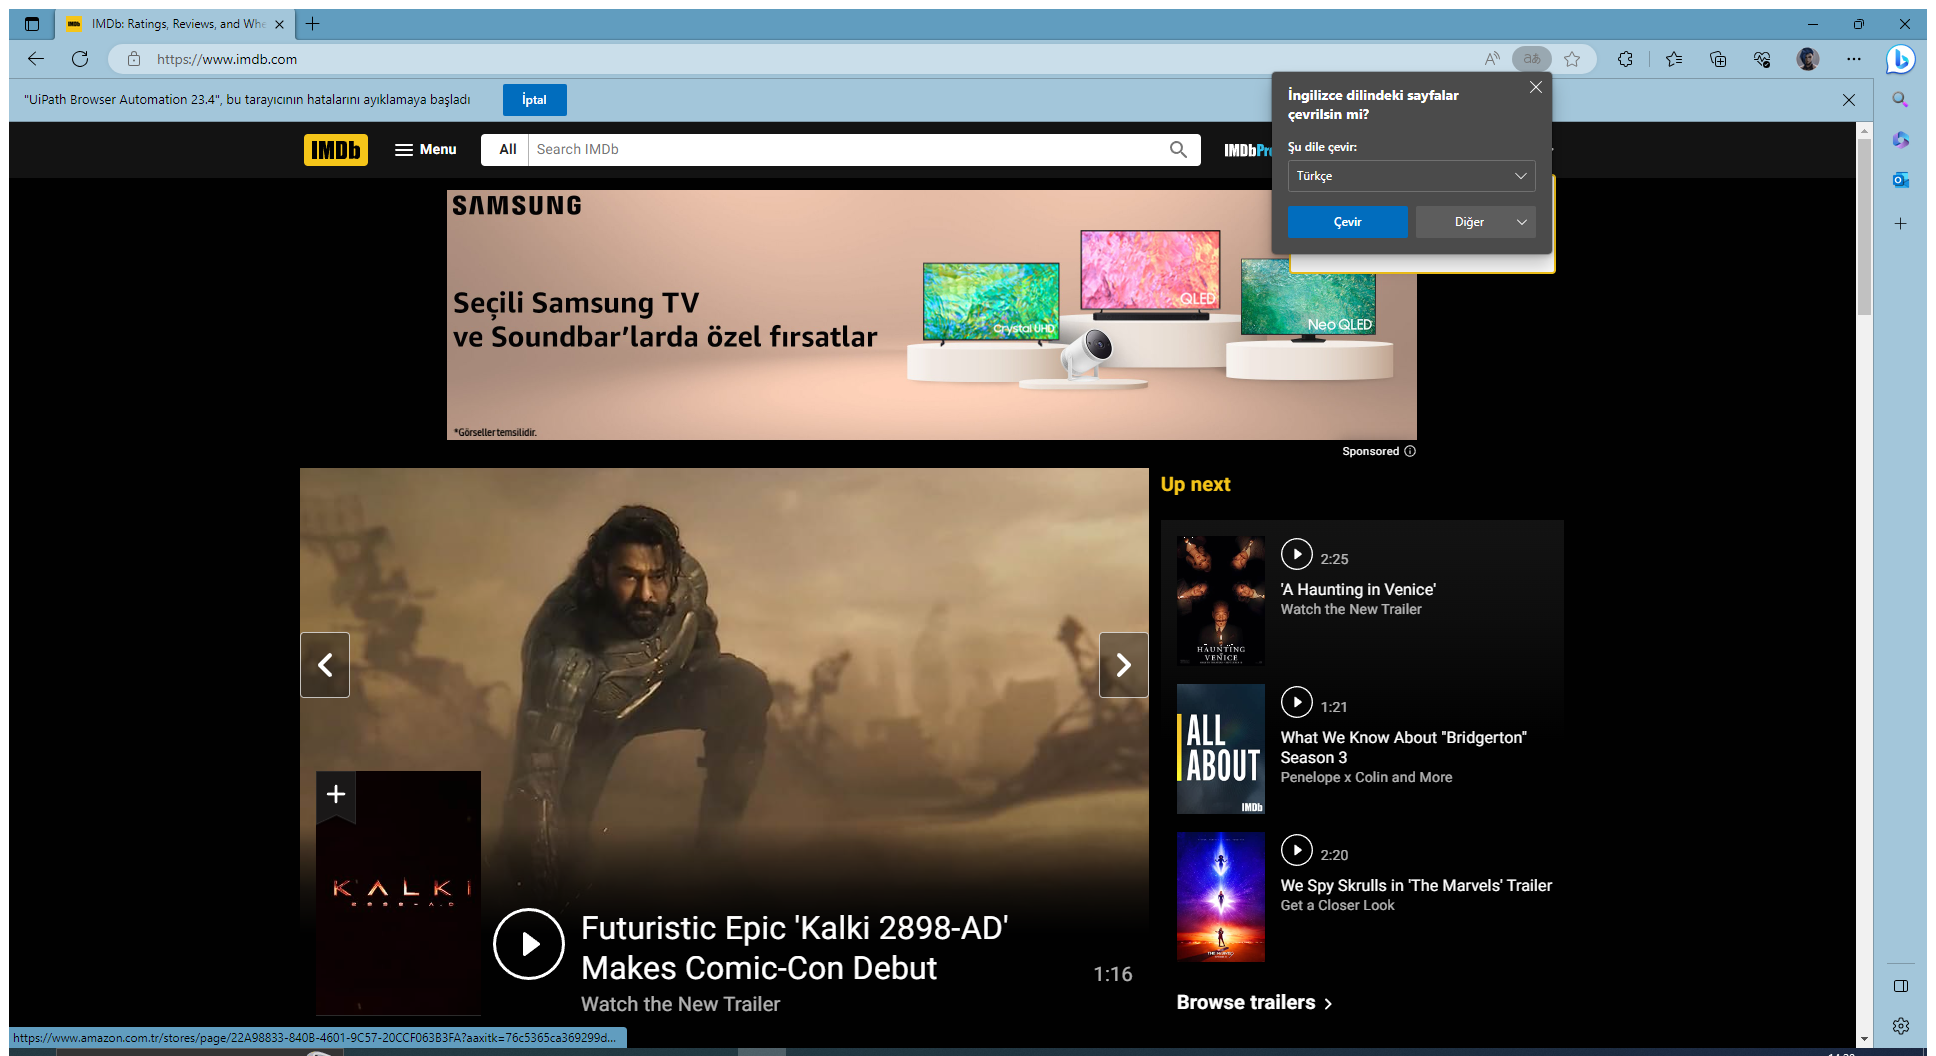 IMDb: Ratings, Reviews, and Whe
https://www.imdb.com
"UiPath Browser Automation 23.4", bu tarayıcının hatalarını ayıklamaya başladı
İptal
İngilizce dilindeki sayfalar
çevrilsin mi?
Şu dile çevir:
Türkçe
Çevir
Diğer
IMDb
Menu
All
Search IMDb
IMDbPr
SAMSUNG
Seçili Samsung TV
ve Soundbar'larda özel fırsatlar
*Görseller temsilidir.
Crystal UHD
QLED
Neo QLED
Sponsored
Up next
2:25
'A Haunting in Venice'
Watch the New Trailer
HAUNTING
VENICE
1:21
What We Know About "Bridgerton"
Season 3
Penelope x Colin and More
ALL
ABOUT
IMDb
2:20
We Spy Skrulls in 'The Marvels' Trailer
Get a Closer Look
Browse trailers
KALKI
Futuristic Epic 'Kalki 2898-AD'
Makes Comic-Con Debut
1:16
Watch the New Trailer
https://www.amazon.com.tr/stores/page/22A98833-840B-4601-9C57-20CCF063B3FA?aaxitk=76c5365ca369299d...